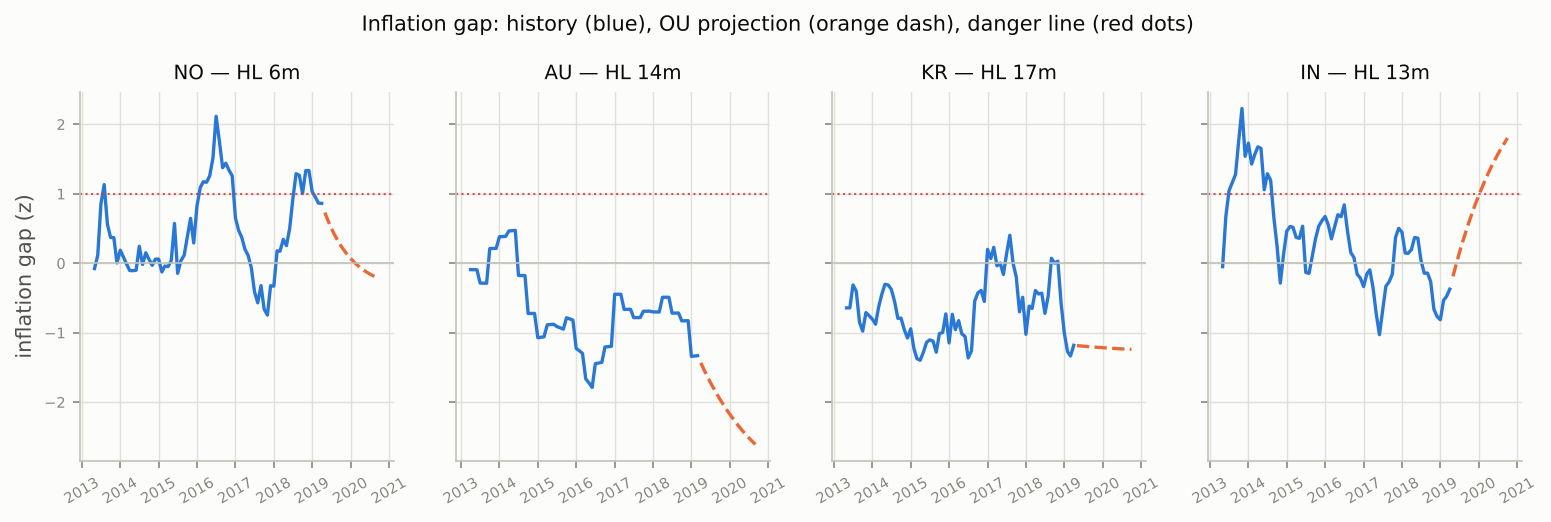 Inflation gap: history (blue), OU projection (orange dash), danger line (red dots)
NO — HL 6m
AU — HL 14m
KR — HL 17m
IN — HL 13m
inflation gap (z)
2
1
0
−1
−2
2013 2014 2015 2016 2017 2018 2019 2020 2021
2013 2014 2015 2016 2017 2018 2019 2020 2021
2013 2014 2015 2016 2017 2018 2019 2020 2021
2013 2014 2015 2016 2017 2018 2019 2020 2021